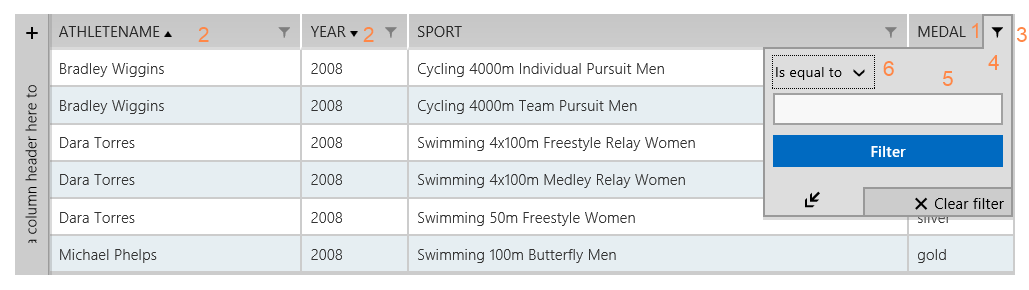 + ATHLETENAME ▲ 2 YEAR ▼ 2 SPORT MEDAL 1 3
4
a column header here to
Is equal to 6 5
Bradley Wiggins 2008 Cycling 4000m Individual Pursuit Men
Bradley Wiggins 2008 Cycling 4000m Team Pursuit Men
Dara Torres 2008 Swimming 4x100m Freestyle Relay Women
Filter
Dara Torres 2008 Swimming 4x100m Medley Relay Women
Clear filter
Dara Torres 2008 Swimming 50m Freestyle Women silver
Michael Phelps 2008 Swimming 100m Butterfly Men gold